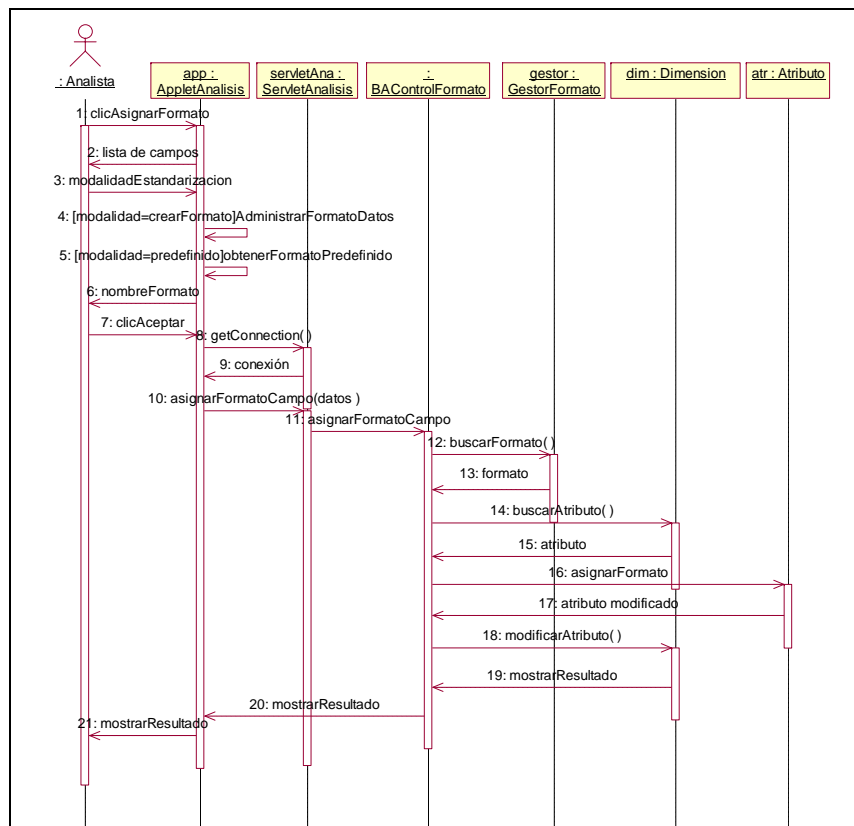 : Analista
app :
AppletAnalisis
servletAna :
ServletAnalisis
:
BAControlFormato
gestor :
GestorFormato
dim : Dimension
atr : Atributo
1: clicAsignarFormato
2: lista de campos
3: modalidadEstandarizacion
4: [modalidad=crearFormato]AdministrarFormatoDatos
5: [modalidad=predefinido]obtenerFormatoPredefinido
6: nombreFormato
7: clicAceptar
8: getConnection( )
9: conexión
10: asignarFormatoCampo(datos )
11: asignarFormatoCampo
12: buscarFormato( )
13: formato
14: buscarAtributo( )
15: atributo
16: asignarFormato
17: atributo modificado
18: modificarAtributo( )
19: mostrarResultado
20: mostrarResultado
21: mostrarResultado